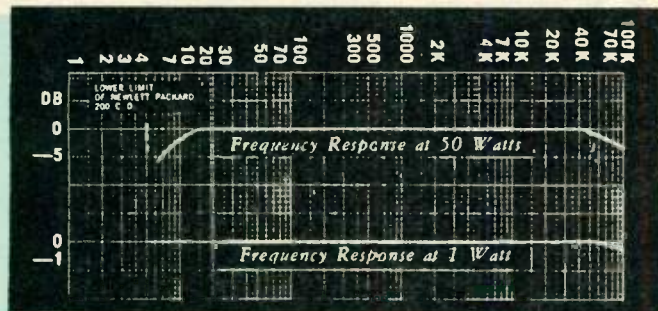 1 2 3 4 7 10 20 30 50 70 100 300 500 1000 2K 4K 7K 10K 20K 40K 70K 100K
LOWER LIMIT
OF HEWLETT PACKARD
200 C D
DB
0
—5
Frequency Response at 50 Watts
0
—1
Frequency Response at 1 Watt